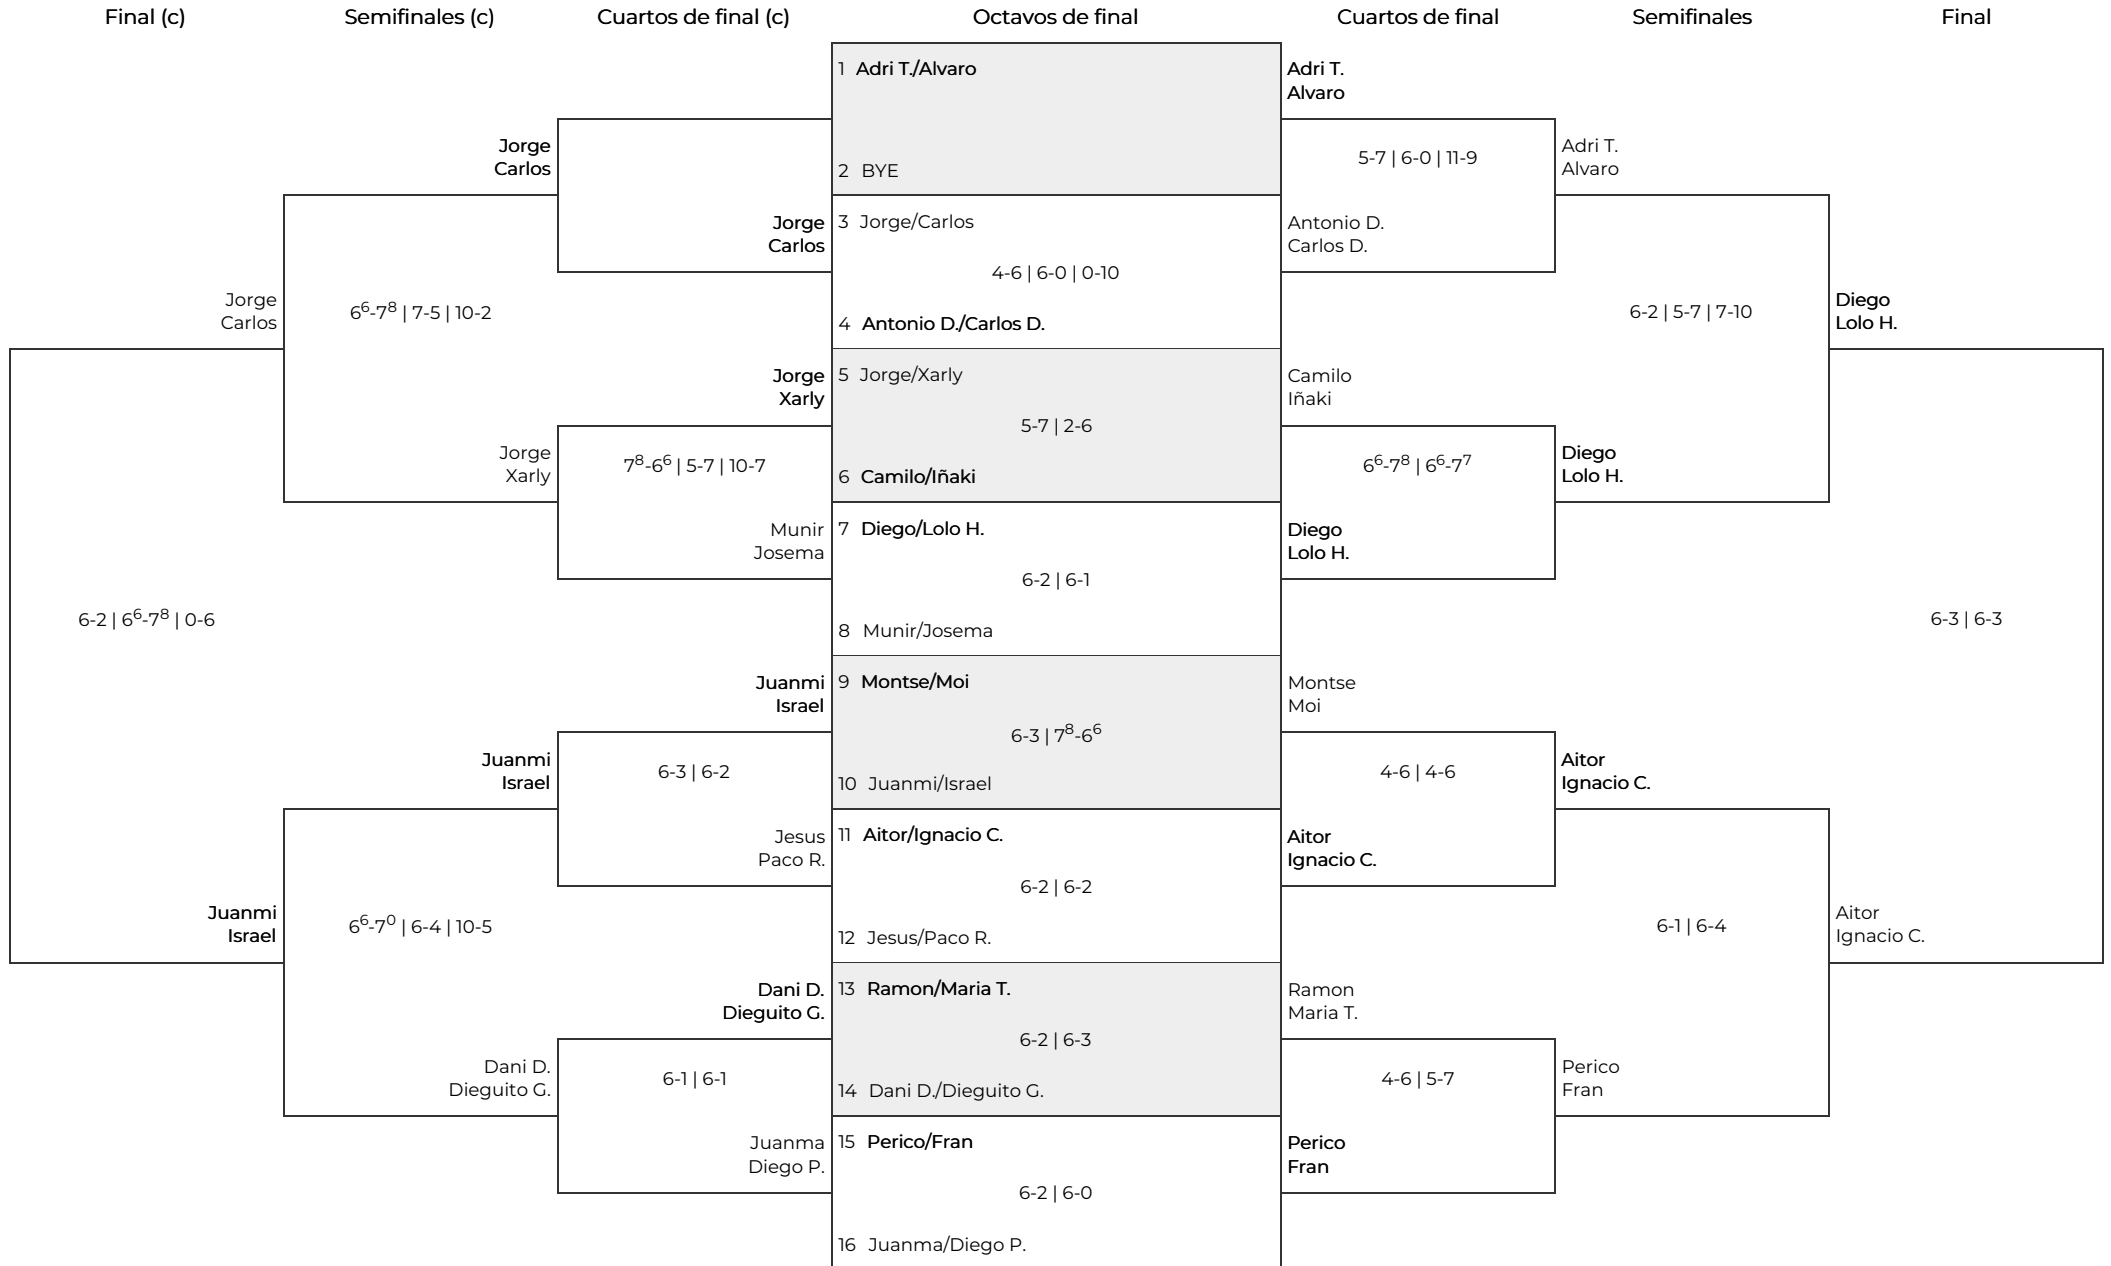 Final (c) Semifinales (c) Cuartos de final (c) Octavos de final Cuartos de final Semifinales Final
1 Adri T./Alvaro
2 BYE
3 Jorge/Carlos
4-6 | 6-0 | 0-10
4 Antonio D./Carlos D.
5 Jorge/Xarly
5-7 | 2-6
6 Camilo/Iñaki
7 Diego/Lolo H.
6-2 | 6-1
8 Munir/Josema
9 Montse/Moi
6-3 | 7⁸-6⁶
10 Juanmi/Israel
11 Aitor/Ignacio C.
6-2 | 6-2
12 Jesus/Paco R.
13 Ramon/Maria T.
6-2 | 6-3
14 Dani D./Dieguito G.
15 Perico/Fran
6-2 | 6-0
16 Juanma/Diego P.
Adri T.
Alvaro
5-7 | 6-0 | 11-9
Antonio D.
Carlos D.
Camilo
Iñaki
6⁶-7⁸ | 6⁶-7⁷
Diego
Lolo H.
Montse
Moi
4-6 | 4-6
Aitor
Ignacio C.
Ramon
Maria T.
4-6 | 5-7
Perico
Fran
Adri T.
Alvaro
6-2 | 5-7 | 7-10
Diego
Lolo H.
Aitor
Ignacio C.
6-1 | 6-4
Perico
Fran
Diego
Lolo H.
6-3 | 6-3
Aitor
Ignacio C.
Jorge
Carlos
Jorge
Xarly
7⁸-6⁶ | 5-7 | 10-7
Munir
Josema
Juanmi
Israel
6-3 | 6-2
Jesus
Paco R.
Dani D.
Dieguito G.
6-1 | 6-1
Juanma
Diego P.
Jorge
Carlos
6⁶-7⁸ | 7-5 | 10-2
Jorge
Xarly
Juanmi
Israel
6⁶-7⁰ | 6-4 | 10-5
Dani D.
Dieguito G.
Jorge
Carlos
6-2 | 6⁶-7⁸ | 0-6
Juanmi
Israel